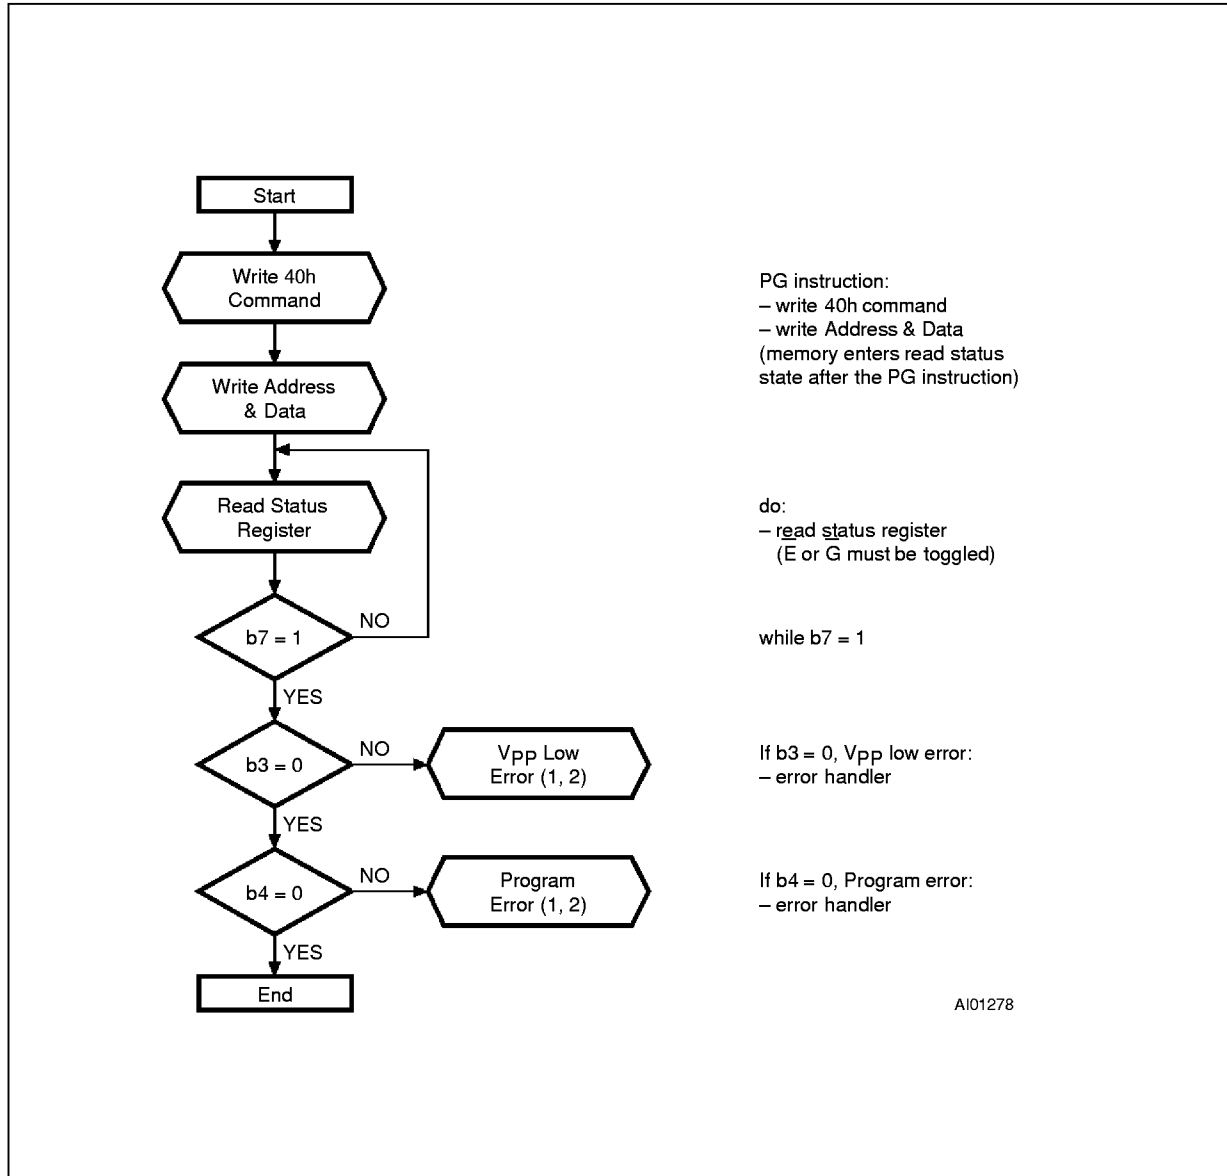 Start
Write 40h
Command
PG instruction:
– write 40h command
– write Address & Data
(memory enters read status
state after the PG instruction)
Write Address
& Data
Read Status
Register
do:
– read status register
(E or G must be toggled)
NO
b7 = 1
while b7 = 1
YES
NO
b3 = 0
VPP Low
Error (1, 2)
If b3 = 0, VPP low error:
– error handler
YES
NO
b4 = 0
Program
Error (1, 2)
If b4 = 0, Program error:
– error handler
YES
End
AI01278